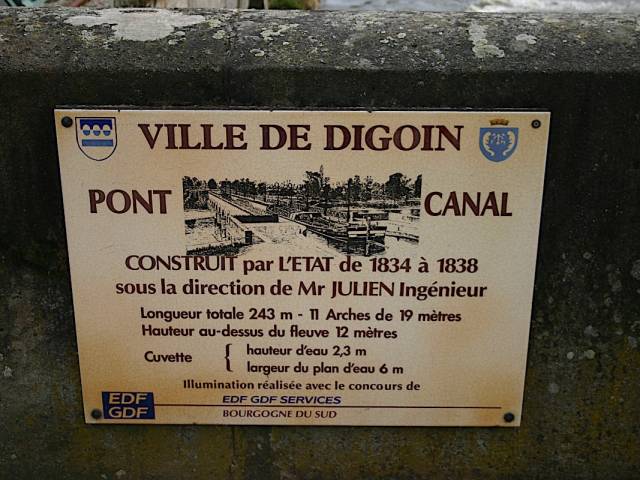 VILLE DE DIGOIN
PONT CANAL
CONSTRUIT par L'ETAT de 1834 à 1838
sous la direction de Mr JULIEN Ingénieur
Longueur totale 243 m - 11 Arches de 19 mètres
Hauteur au-dessus du fleuve 12 mètres
Cuvette { hauteur d'eau 2,3 m
largeur du plan d'eau 6 m
Illumination réalisée avec le concours de
EDF GDF SERVICES
BOURGOGNE DU SUD
EDF
GDF